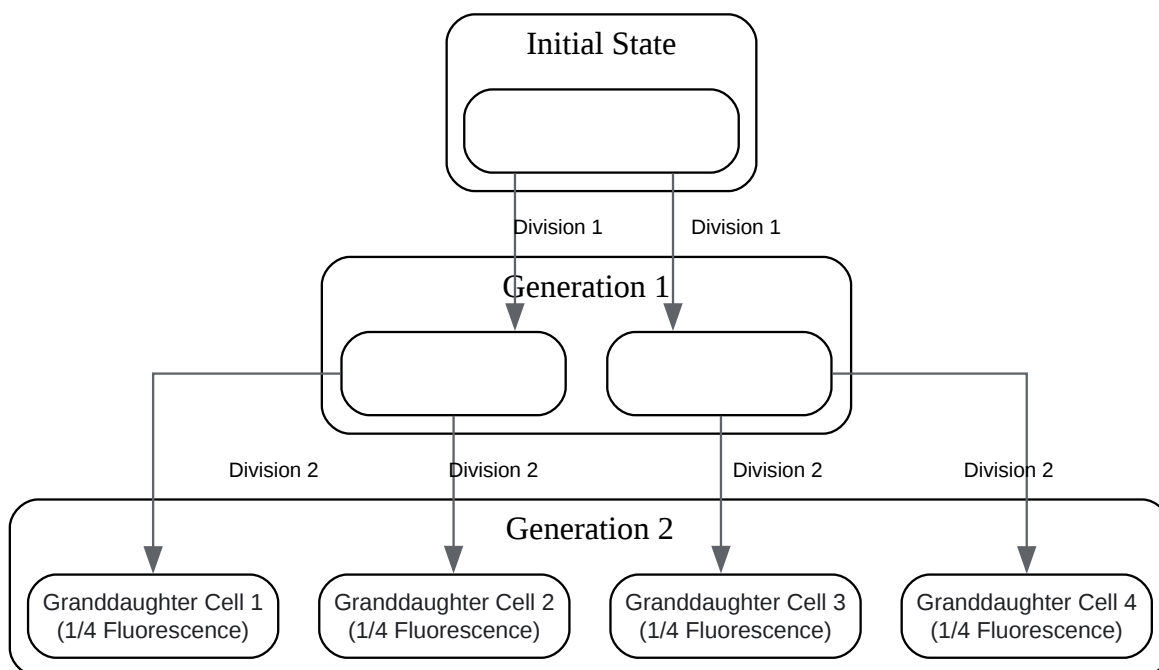 Initial State
Division 1
Division 1
Generation 1
Division 2
Division 2
Division 2
Division 2
Generation 2
Granddaughter Cell 1
(1/4 Fluorescence)
Granddaughter Cell 2
(1/4 Fluorescence)
Granddaughter Cell 3
(1/4 Fluorescence)
Granddaughter Cell 4
(1/4 Fluorescence)